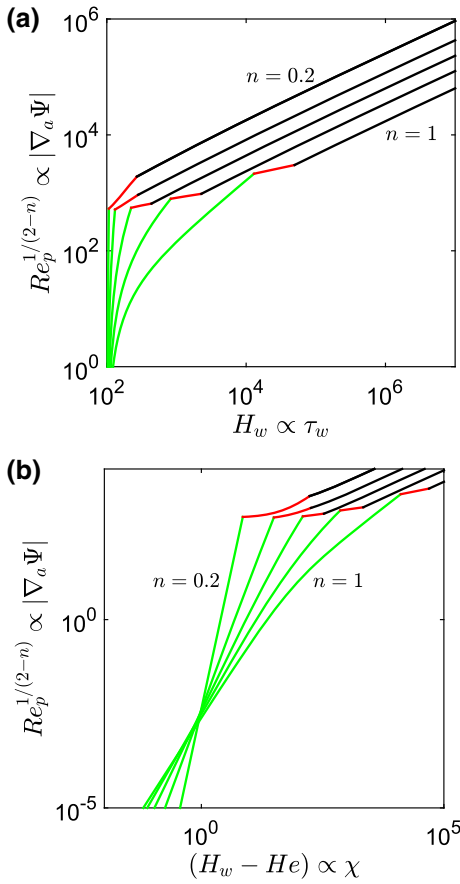 (a)
10^6
10^4
10^2
10^0
Re_p^{1/(2-n)} ∝ |∇_a Ψ|
n = 0.2
n = 1
10^2
10^4
10^6
H_w ∝ τ_w
(b)
10^0
10^{-5}
Re_p^{1/(2-n)} ∝ |∇_a Ψ|
n = 0.2
n = 1
10^0
10^5
(H_w − He) ∝ χ